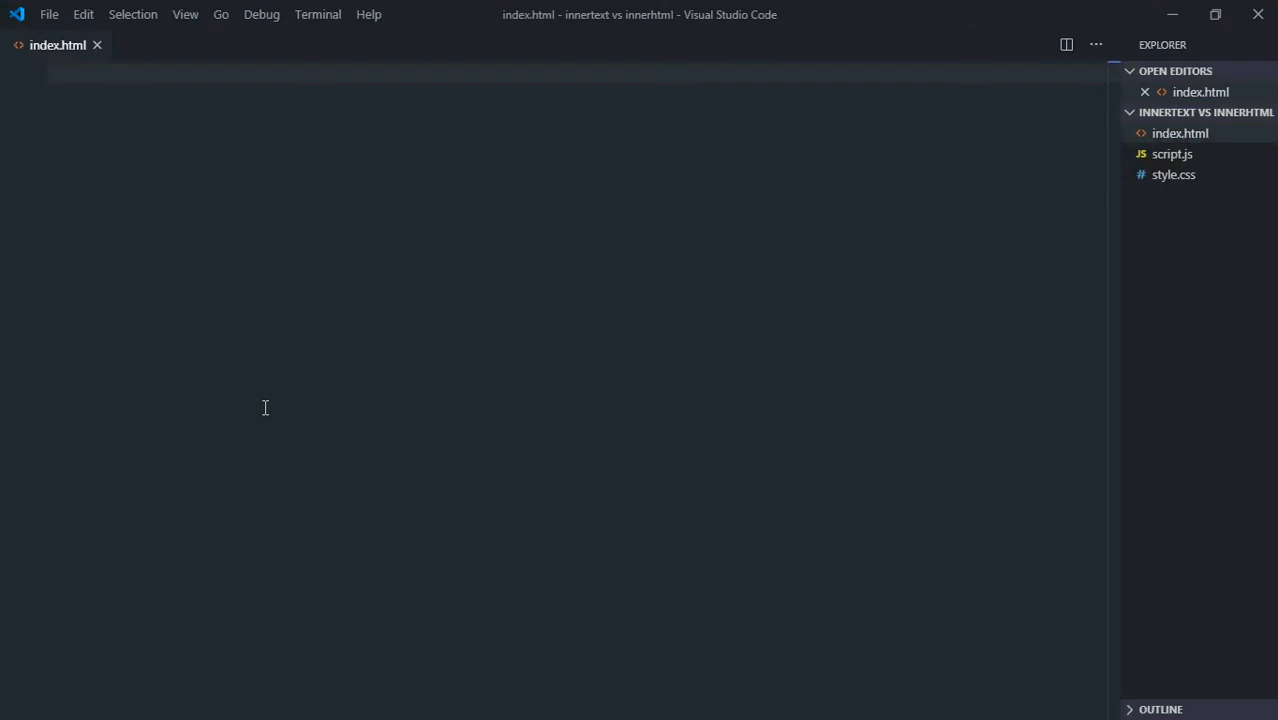 File Edit Selection View Go Debug Terminal Help index.html - innertext vs innerhtml - Visual Studio Code
index.html
EXPLORER
OPEN EDITORS
index.html
INNERTEXT VS INNERHTML
index.html
JS script.js
# style.css
OUTLINE